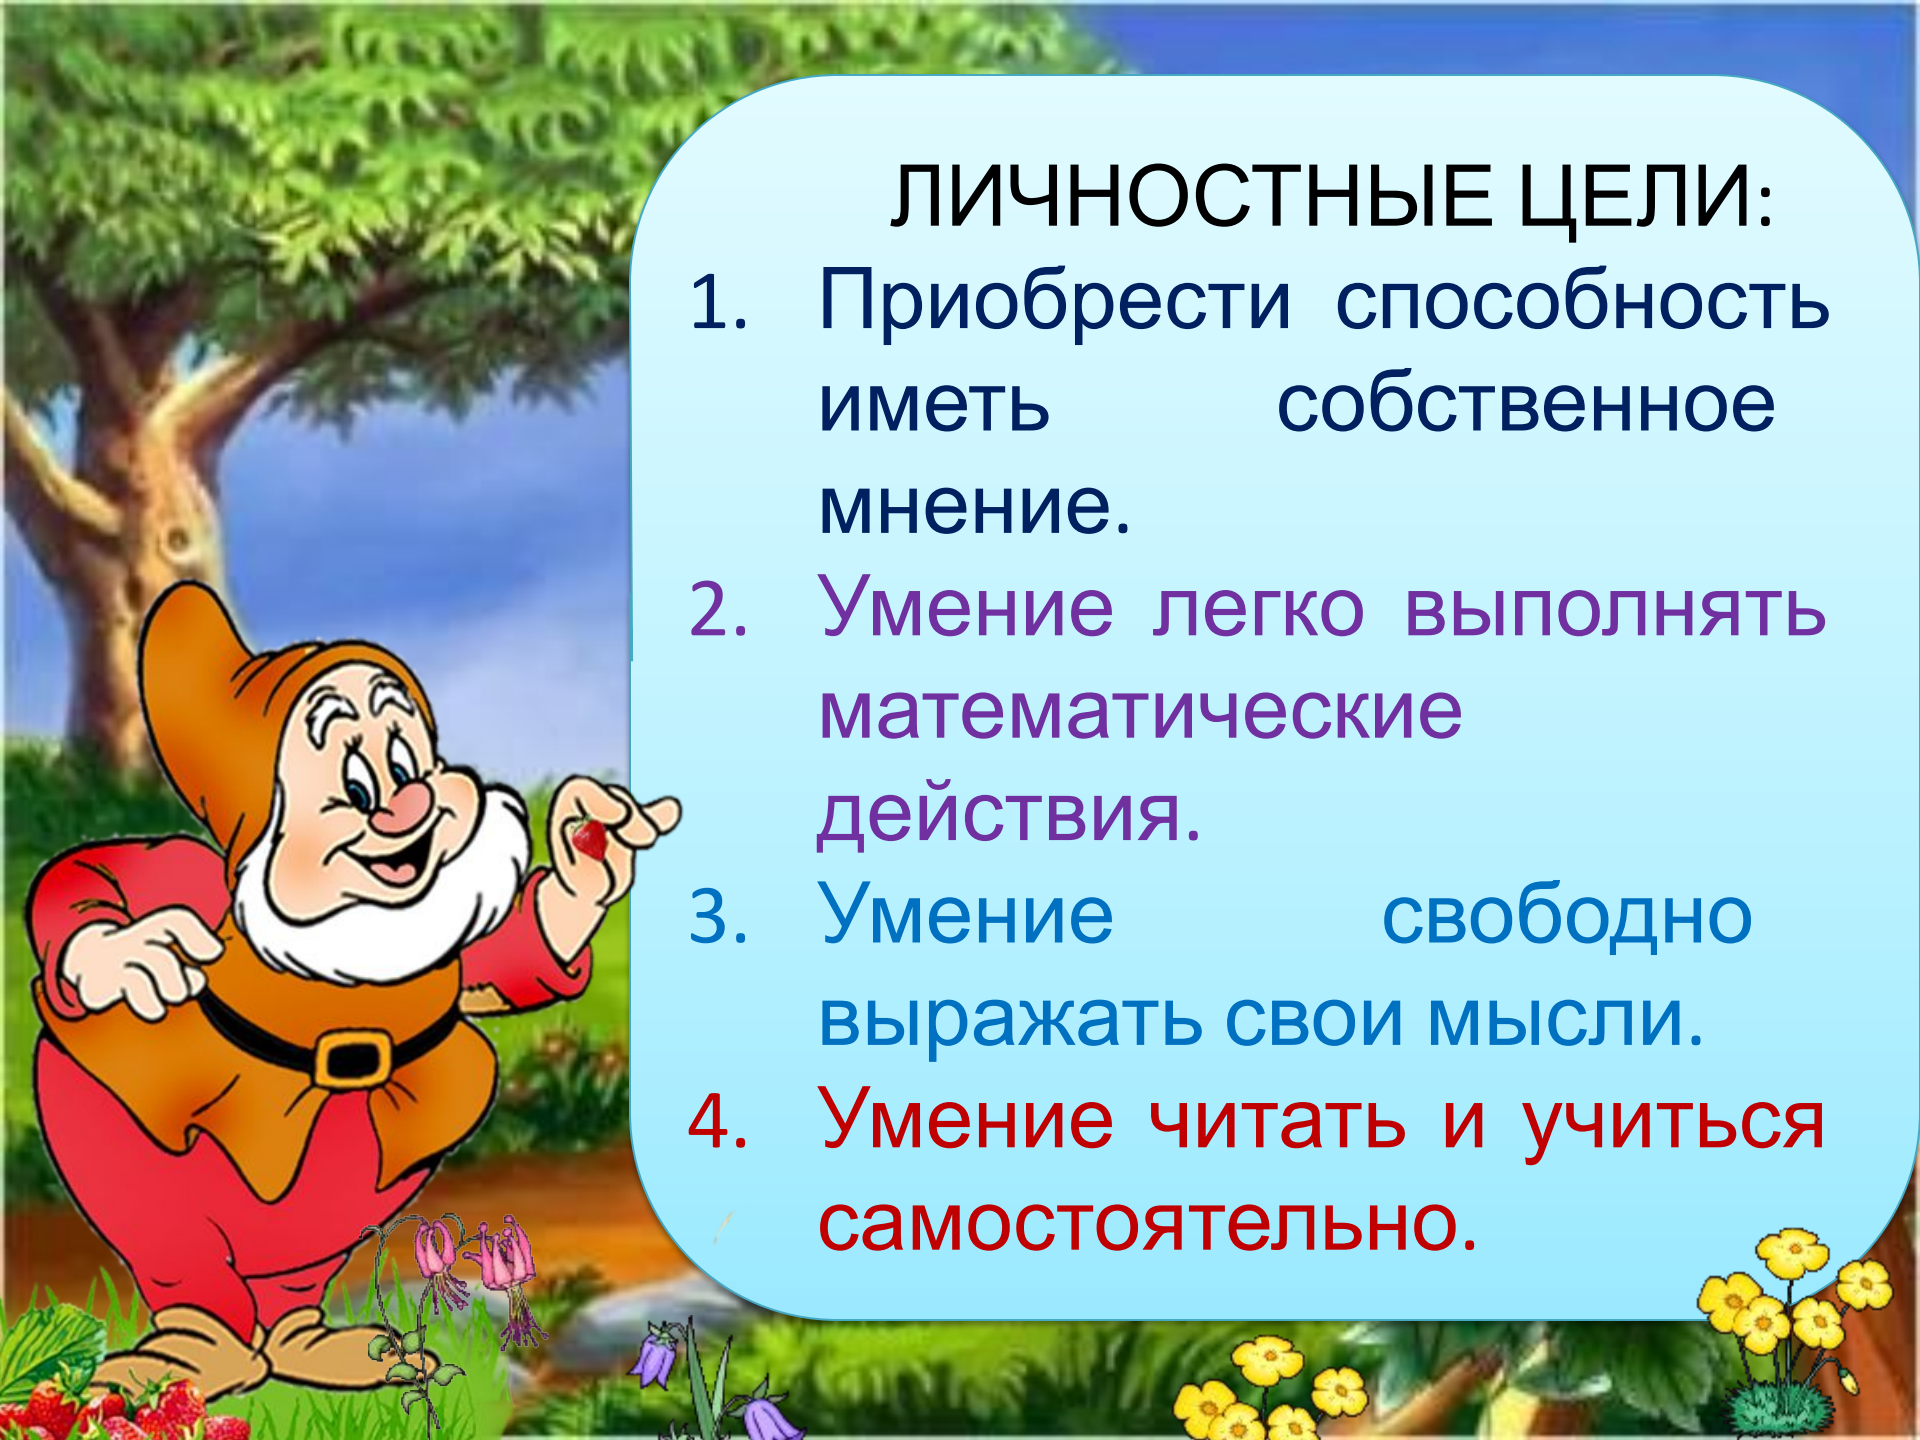 ЛИЧНОСТНЫЕ ЦЕЛИ:
1. Приобрести способность
иметь собственное
мнение.
2. Умение легко выполнять
математические
действия.
3. Умение свободно
выражать свои мысли.
4. Умение читать и учиться
самостоятельно.